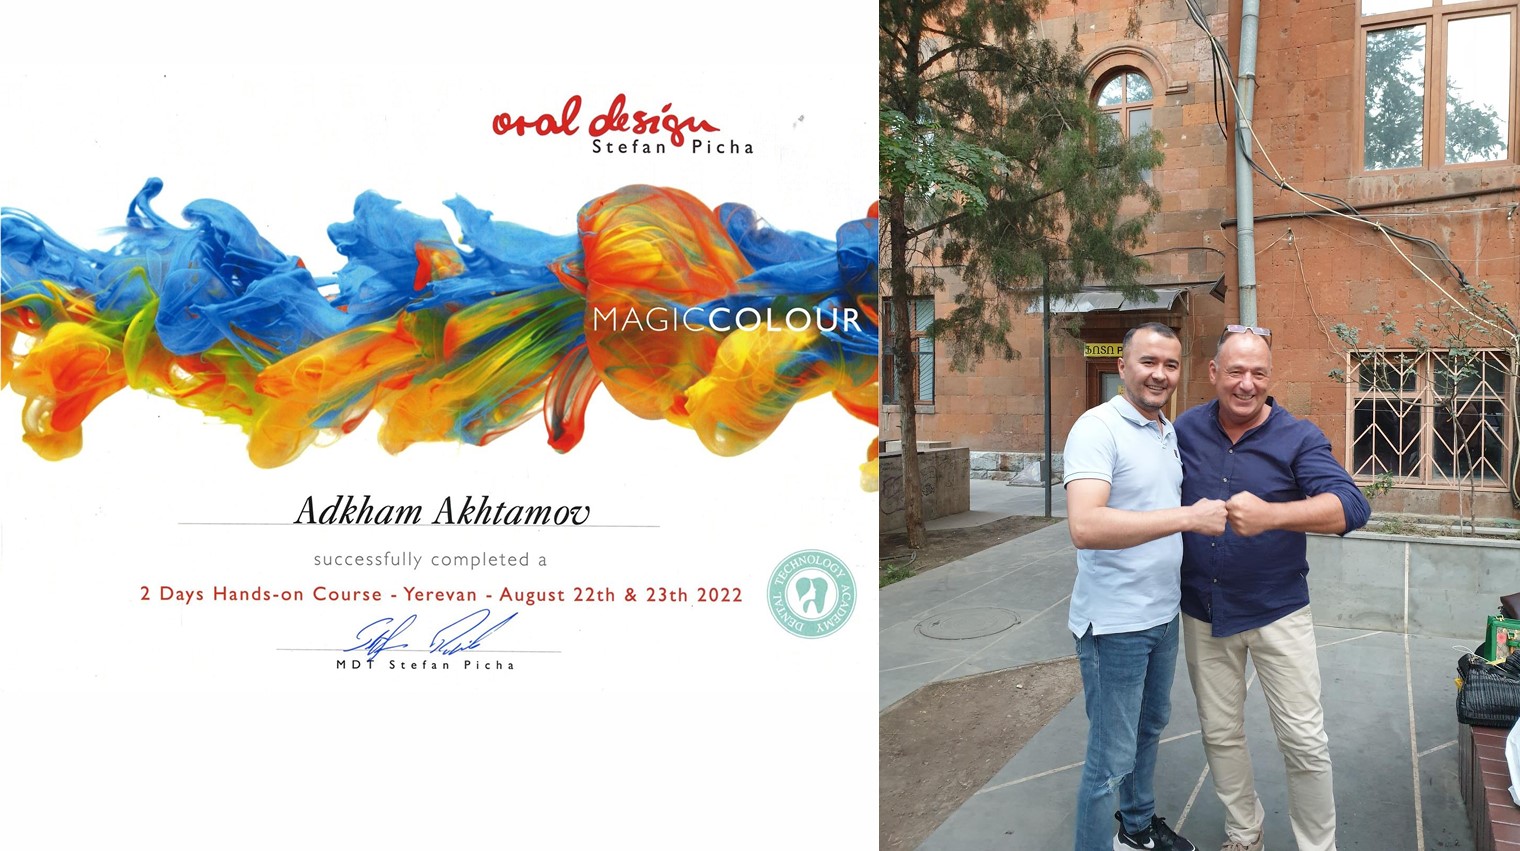 oral design
Stefan Picha
MAGICCOLOUR
Adkham Akhtamov
successfully completed a
2 Days Hands-on Course - Yerevan - August 22th & 23th 2022
MDT Stefan Picha
DENTAL TECHNOLOGY ACADEMY
ՖՈՏՈ